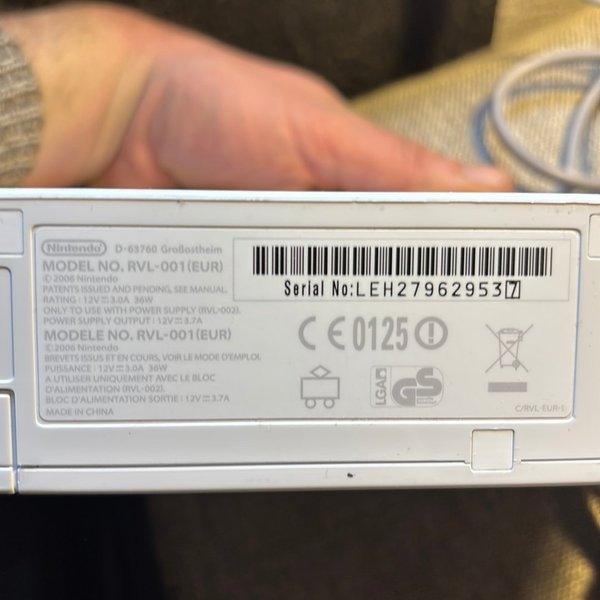 Nintendo D-63760 Großostheim
MODEL NO. RVL-001(EUR)
©2006 Nintendo
PATENTS ISSUED AND PENDING, SEE MANUAL.
RATING : 12V⎓3.0A 36W
ONLY TO USE WITH POWER SUPPLY (RVL-002).
POWER SUPPLY OUTPUT : 12V⎓3.7A
MODELE NO. RVL-001(EUR)
©2006 Nintendo
BREVETS ISSUS ET EN COURS, VOIR LE MODE D'EMPLOI.
PUISSANCE : 12V⎓3.0A 36W
A UTILISER UNIQUEMENT AVEC LE BLOC
D'ALIMENTATION (RVL-002).
BLOC D'ALIMENTATION SORTIE : 12V⎓3.7A
MADE IN CHINA
Serial No:LEH279629537
CE0125
LGA
GS
C/RVL-EUR-1